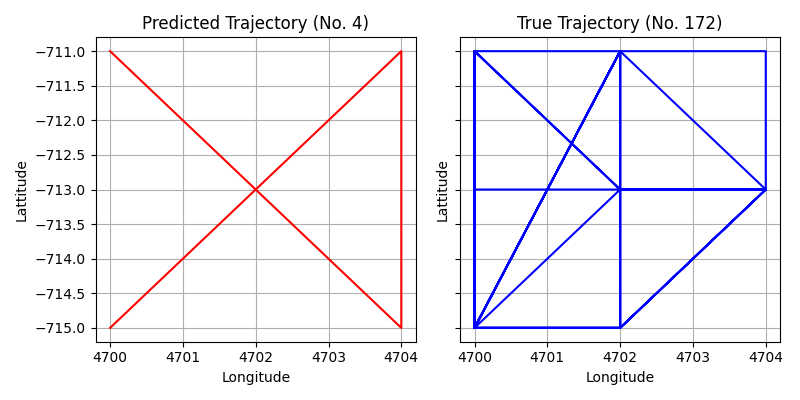 Predicted Trajectory (No. 4)
True Trajectory (No. 172)
−711.0
−711.5
−712.0
−712.5
−713.0
−713.5
−714.0
−714.5
−715.0
Lattitude
Lattitude
4700 4701 4702 4703 4704
4700 4701 4702 4703 4704
Longitude
Longitude